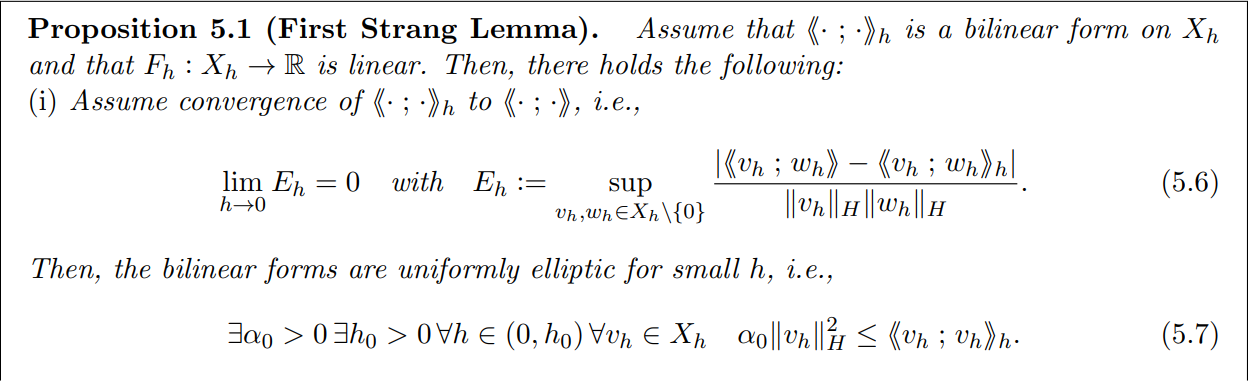 Proposition 5.1 (First Strang Lemma). Assume that ⟪· ; ·⟫_h is a bilinear form on X_h
and that F_h : X_h → ℝ is linear. Then, there holds the following:
(i) Assume convergence of ⟪· ; ·⟫_h to ⟪· ; ·⟫, i.e.,
lim_{h→0} E_h = 0 with E_h := sup_{v_h,w_h∈X_h\{0}} |⟪v_h ; w_h⟫ − ⟪v_h ; w_h⟫_h| / ‖v_h‖_H‖w_h‖_H. (5.6)
Then, the bilinear forms are uniformly elliptic for small h, i.e.,
∃α_0 > 0 ∃h_0 > 0 ∀h ∈ (0, h_0) ∀v_h ∈ X_h α_0‖v_h‖_H^2 ≤ ⟪v_h ; v_h⟫_h. (5.7)